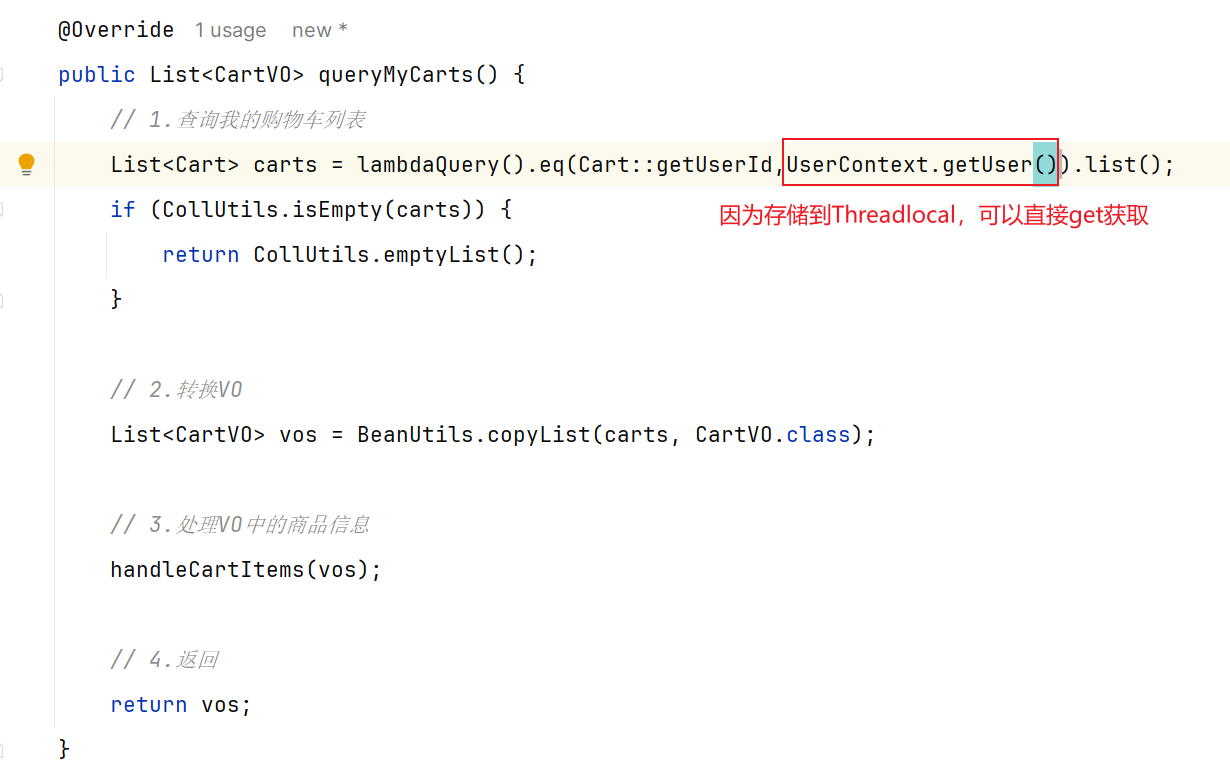 @Override 1 usage new *
public List<CartVO> queryMyCarts() {
// 1.查询我的购物车列表
List<Cart> carts = lambdaQuery().eq(Cart::getUserId,UserContext.getUser()).list();
if (CollUtils.isEmpty(carts)) {
因为存储到Threadlocal，可以直接get获取
return CollUtils.emptyList();
}
// 2.转换VO
List<CartVO> vos = BeanUtils.copyList(carts, CartVO.class);
// 3.处理VO中的商品信息
handleCartItems(vos);
// 4.返回
return vos;
}